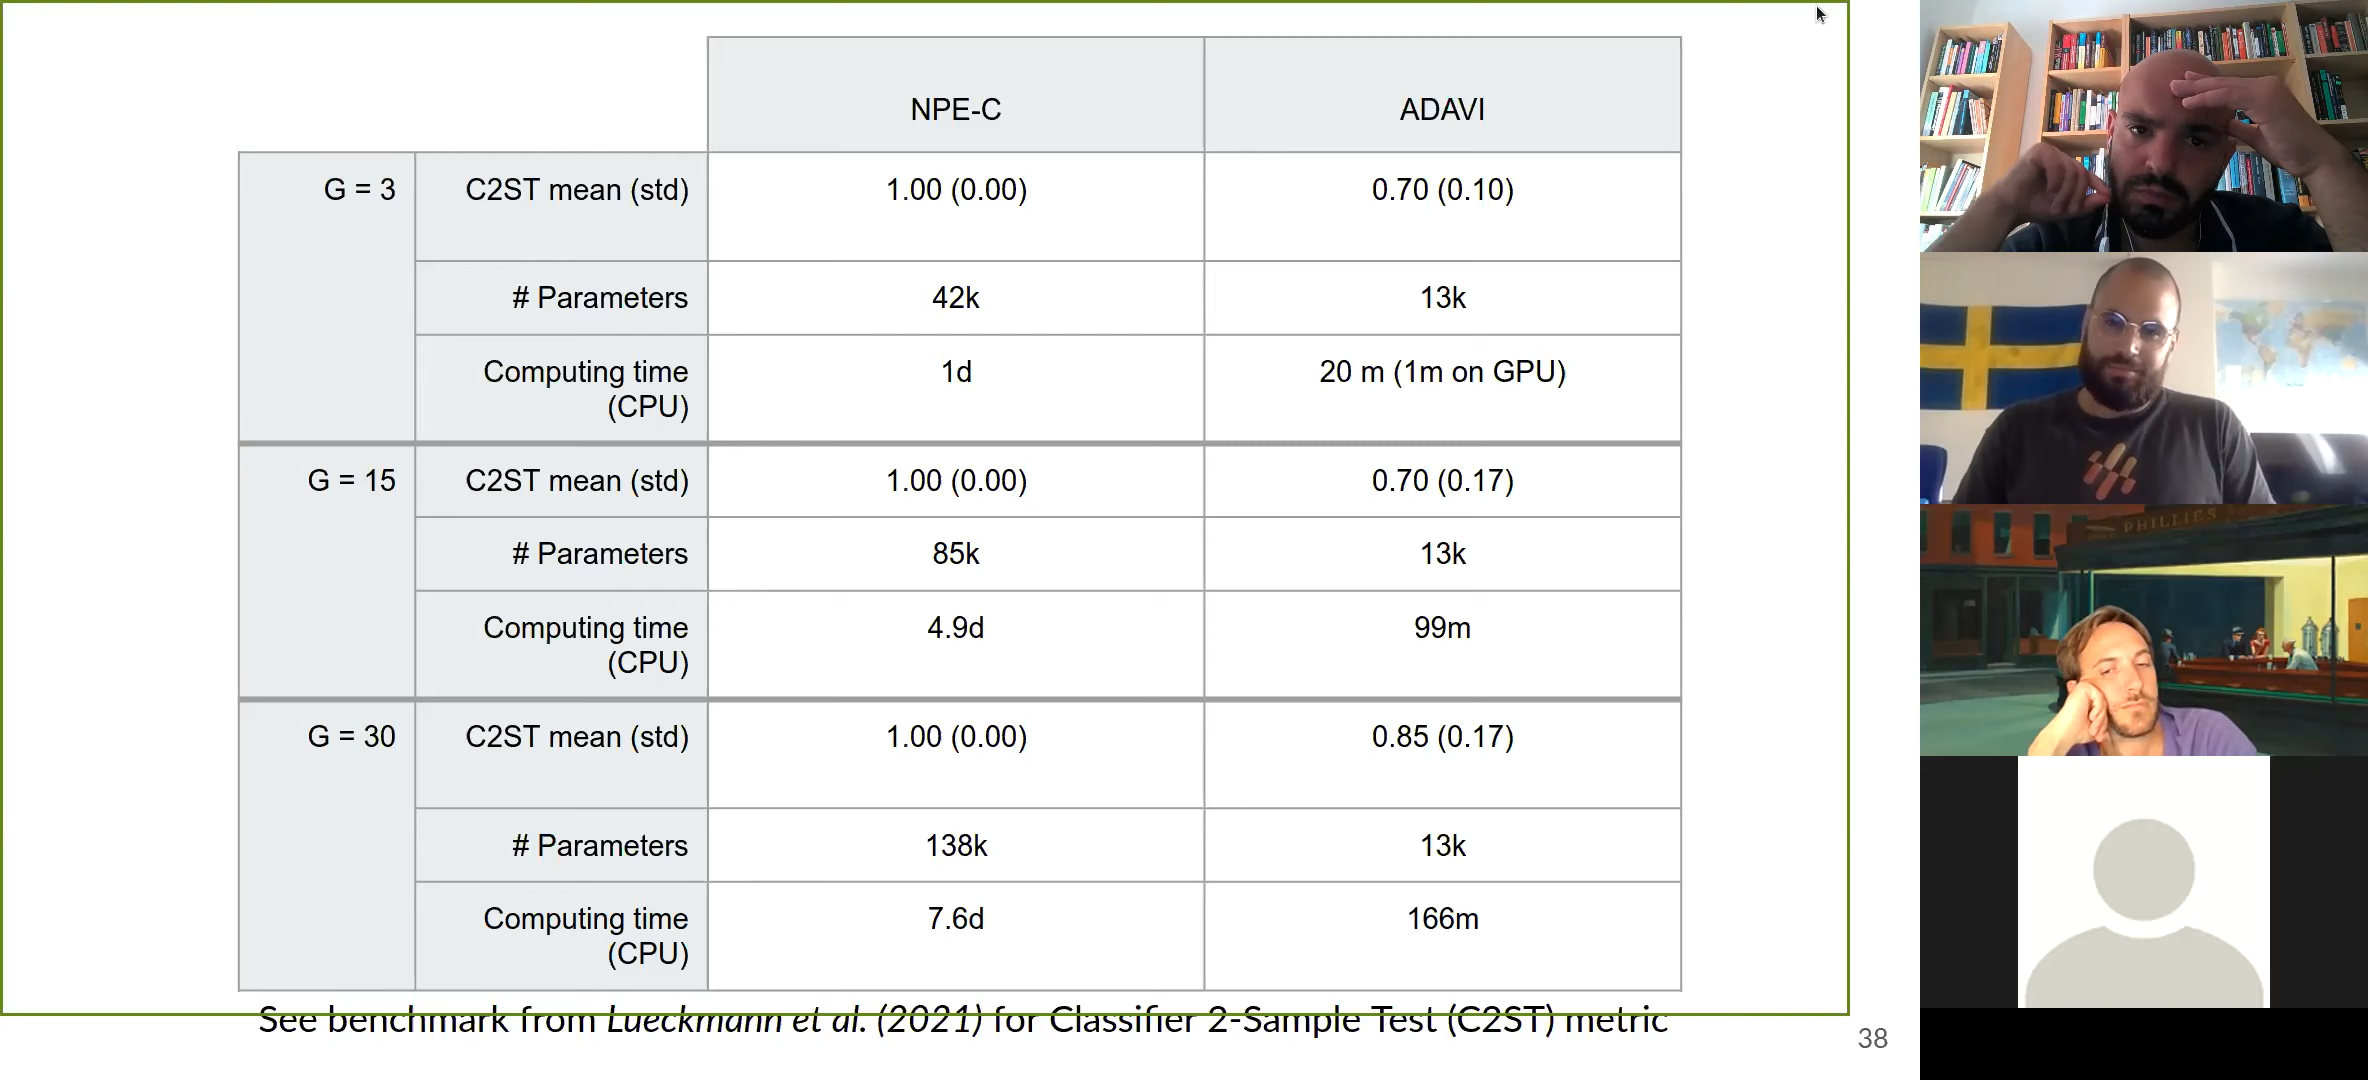 NPE-C ADAVI
G = 3 C2ST mean (std) 1.00 (0.00) 0.70 (0.10)
# Parameters 42k 13k
Computing time 1d 20 m (1m on GPU)
(CPU)
G = 15 C2ST mean (std) 1.00 (0.00) 0.70 (0.17)
# Parameters 85k 13k
Computing time 4.9d 99m
(CPU)
G = 30 C2ST mean (std) 1.00 (0.00) 0.85 (0.17)
# Parameters 138k 13k
Computing time 7.6d 166m
(CPU)
See benchmark from Lueckmann et al. (2021) for Classifier 2-Sample Test (C2ST) metric
38
PHILLIES